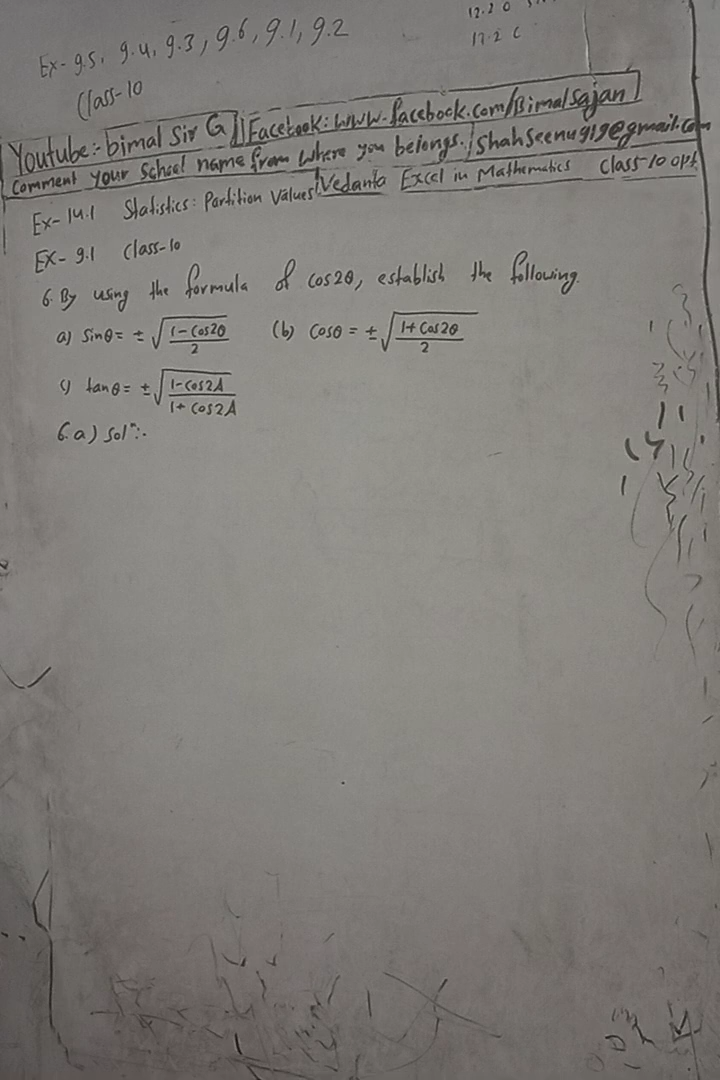 12.2 0
Ex- 9.5, 9.4, 9.3, 9.6, 9.1, 9.2
17.2 C
Class-10
Youtube:- bimal Sir G || Facebook: www.facebook.com/Bimalsajan
Comment your School name from where you belongs. / shahseenu919@gmail.com
Ex- 14.1 Statistics: Partition Values Vedanta Excel in Mathematics Class-10 opt.
Ex- 9.1 Class-10
6. By using the formula of cos2θ, establish the following.
a) Sinθ = ± √((1-Cos2θ)/2) (b) Cosθ = ± √((1+Cos2θ)/2)
c) tanθ = ± √((1-Cos2A)/(1+Cos2A))
6.a) Solⁿ:-